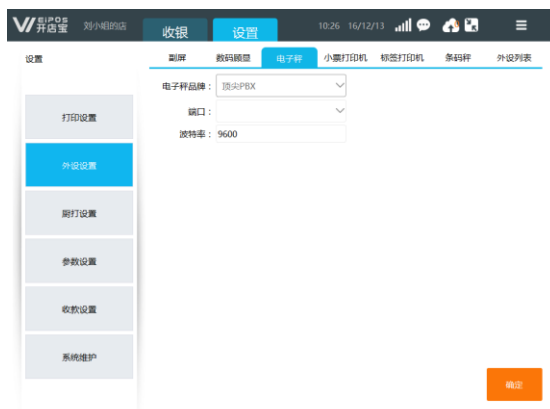 EiPOS
开店宝
刘小姐的店
收银
设置
10:26 16/12/13
设置
副屏
数码顾显
电子秤
小票打印机
标签打印机
条码秤
外设列表
打印设置
外设设置
厨打设置
参数设置
收款设置
系统维护
电子秤品牌： 顶尖PBX
端口：
波特率： 9600
确定